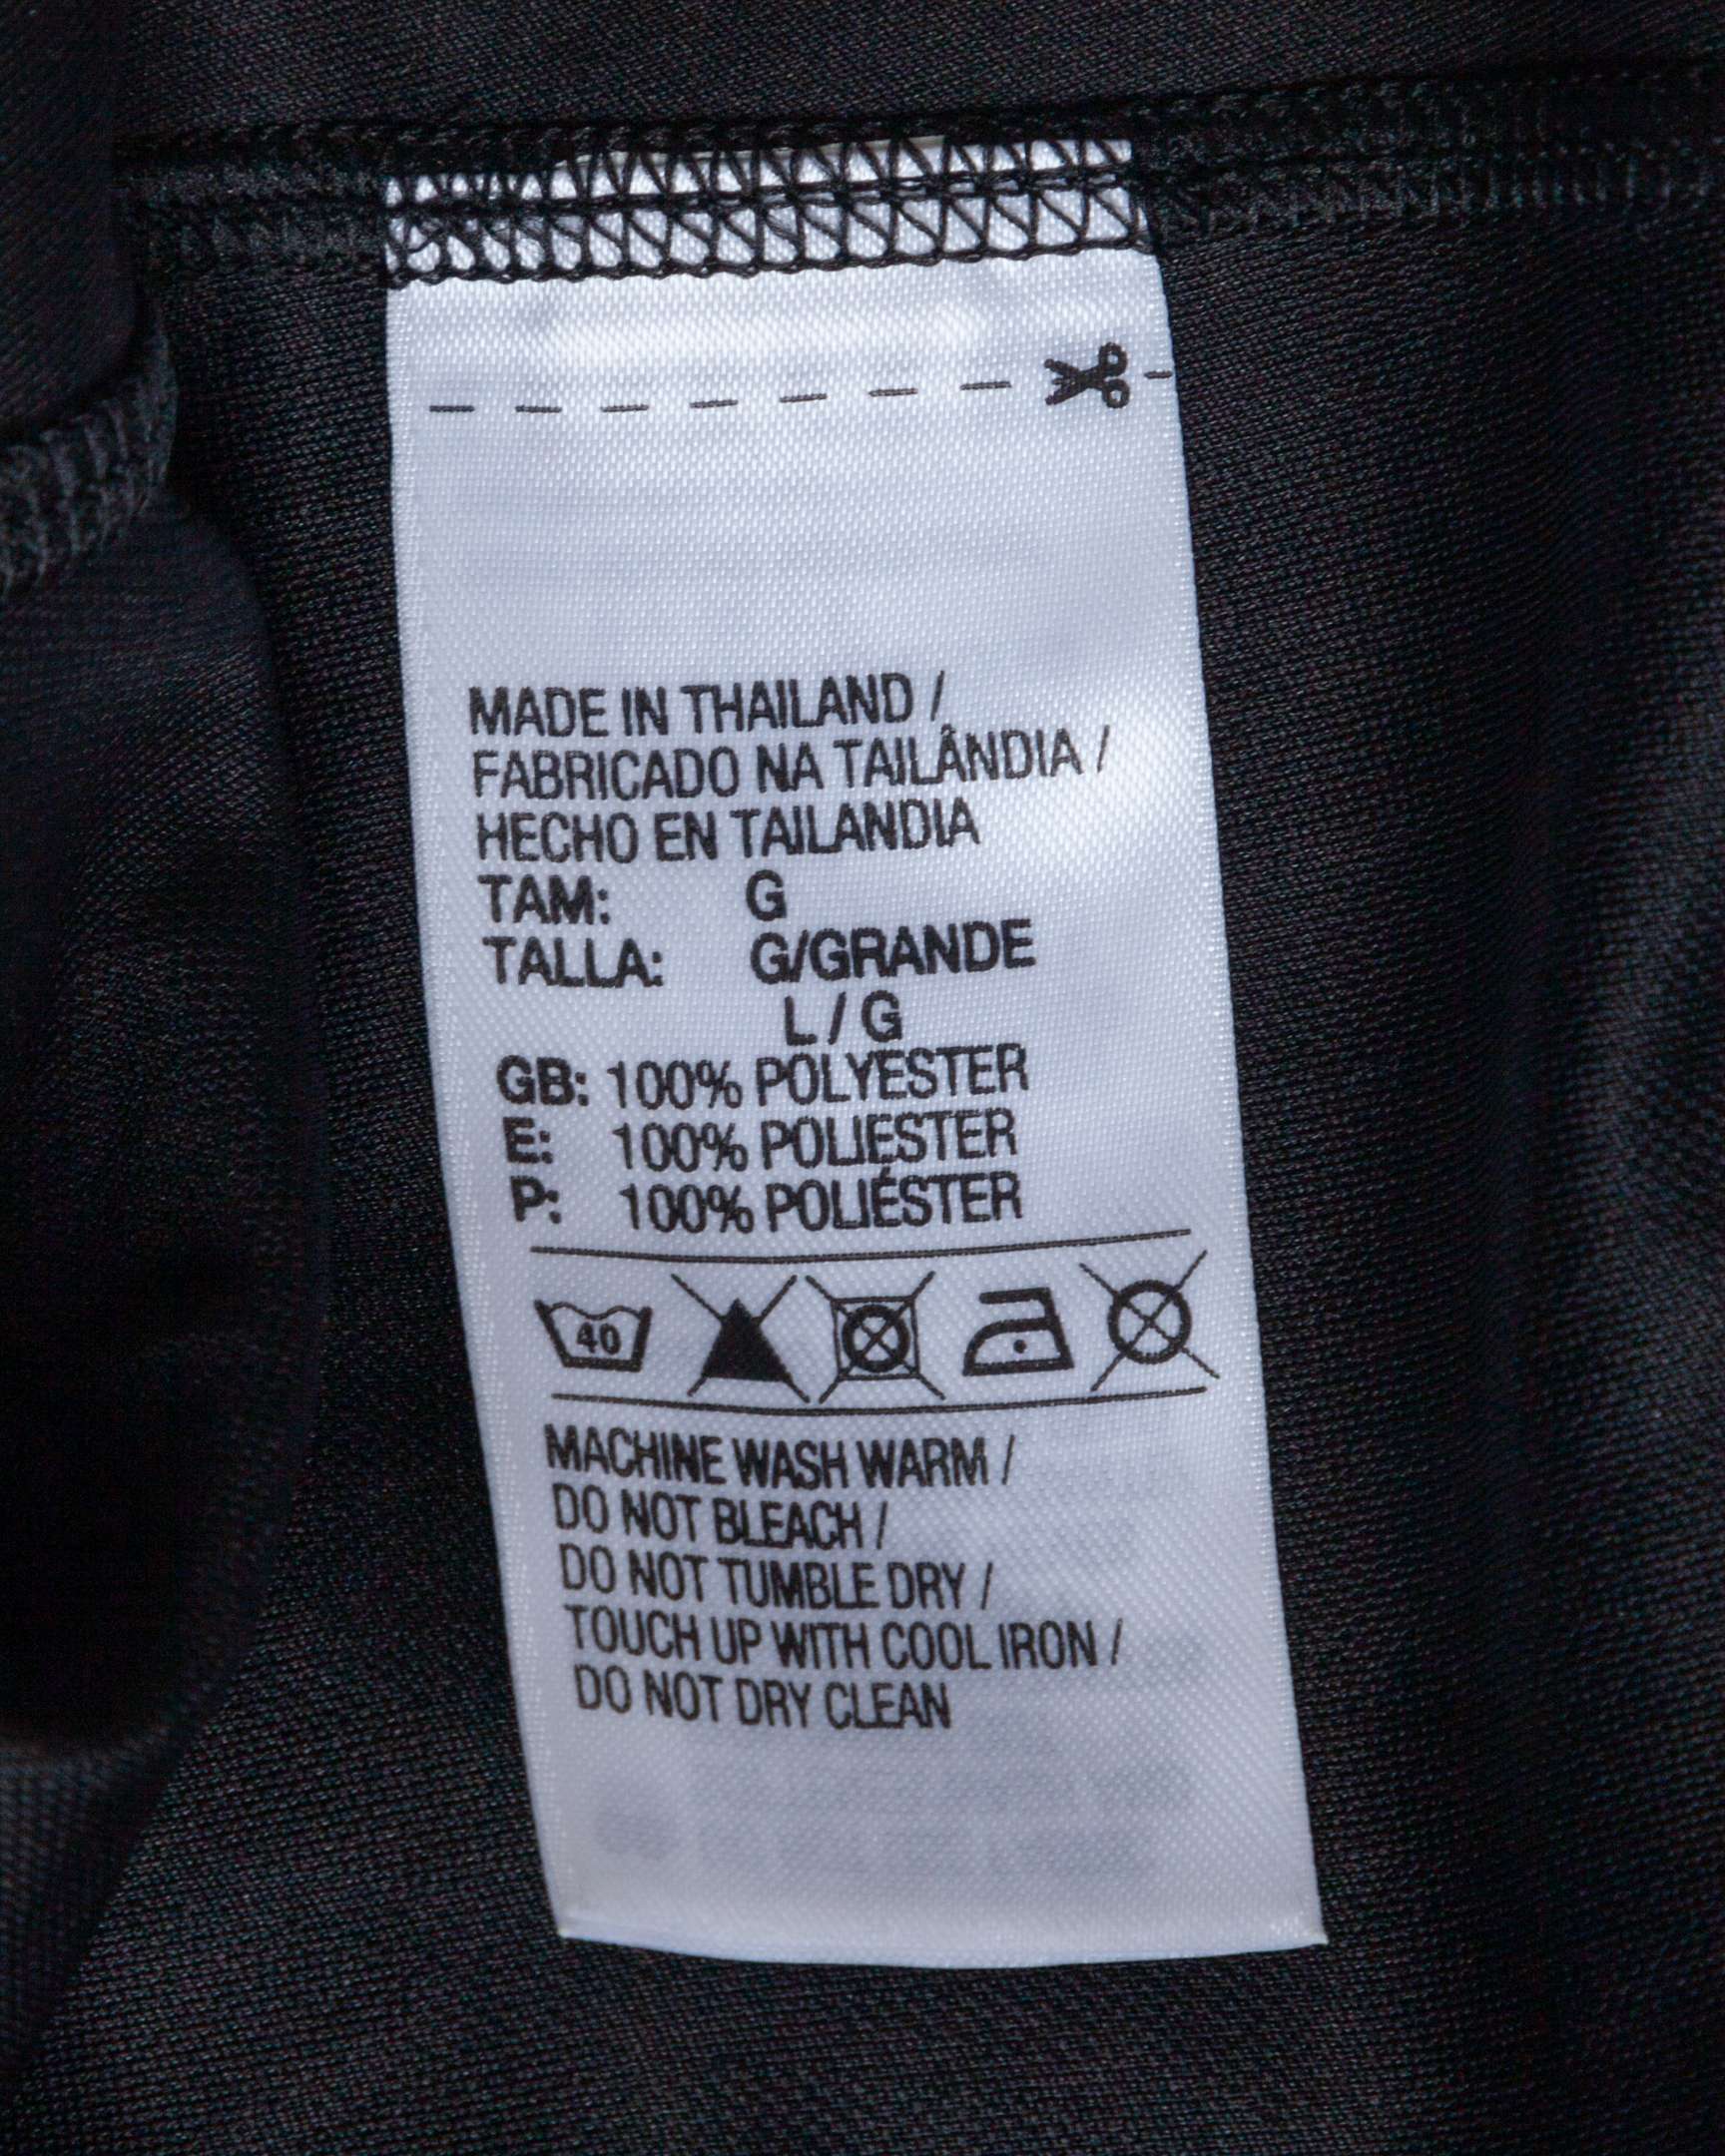 MADE IN THAILAND /
FABRICADO NA TAILÂNDIA /
HECHO EN TAILANDIA
TAM: G
TALLA: G/GRANDE
L / G
GB: 100% POLYESTER
E: 100% POLIESTER
P: 100% POLIÉSTER
40
MACHINE WASH WARM /
DO NOT BLEACH /
DO NOT TUMBLE DRY /
TOUCH UP WITH COOL IRON /
DO NOT DRY CLEAN